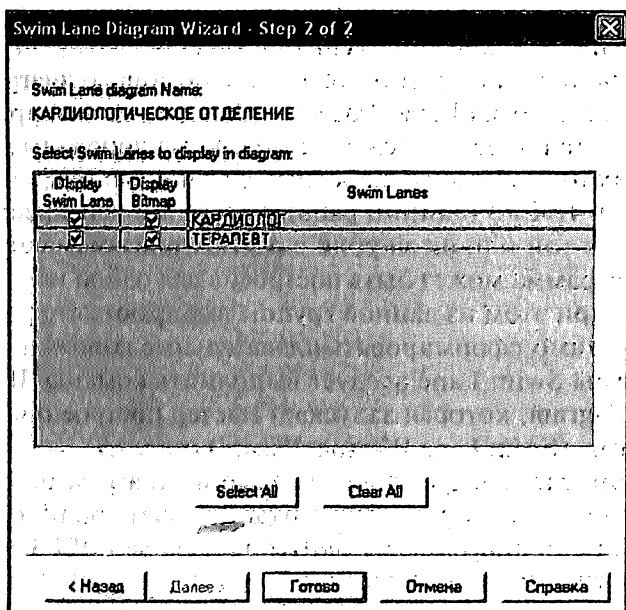 Swim Lane Diagram Wizard - Step 2 of 2
Swim Lane diagram Name:
КАРДИОЛОГИЧЕСКОЕ ОТДЕЛЕНИЕ
Select Swim Lanes to display in diagram:
Display Swim Lane Display Bitmap Swim Lanes
КАРДИОЛОГ
ТЕРАПЕВТ
Select All Clear All
< Назад Далее > Готово Отмена Справка